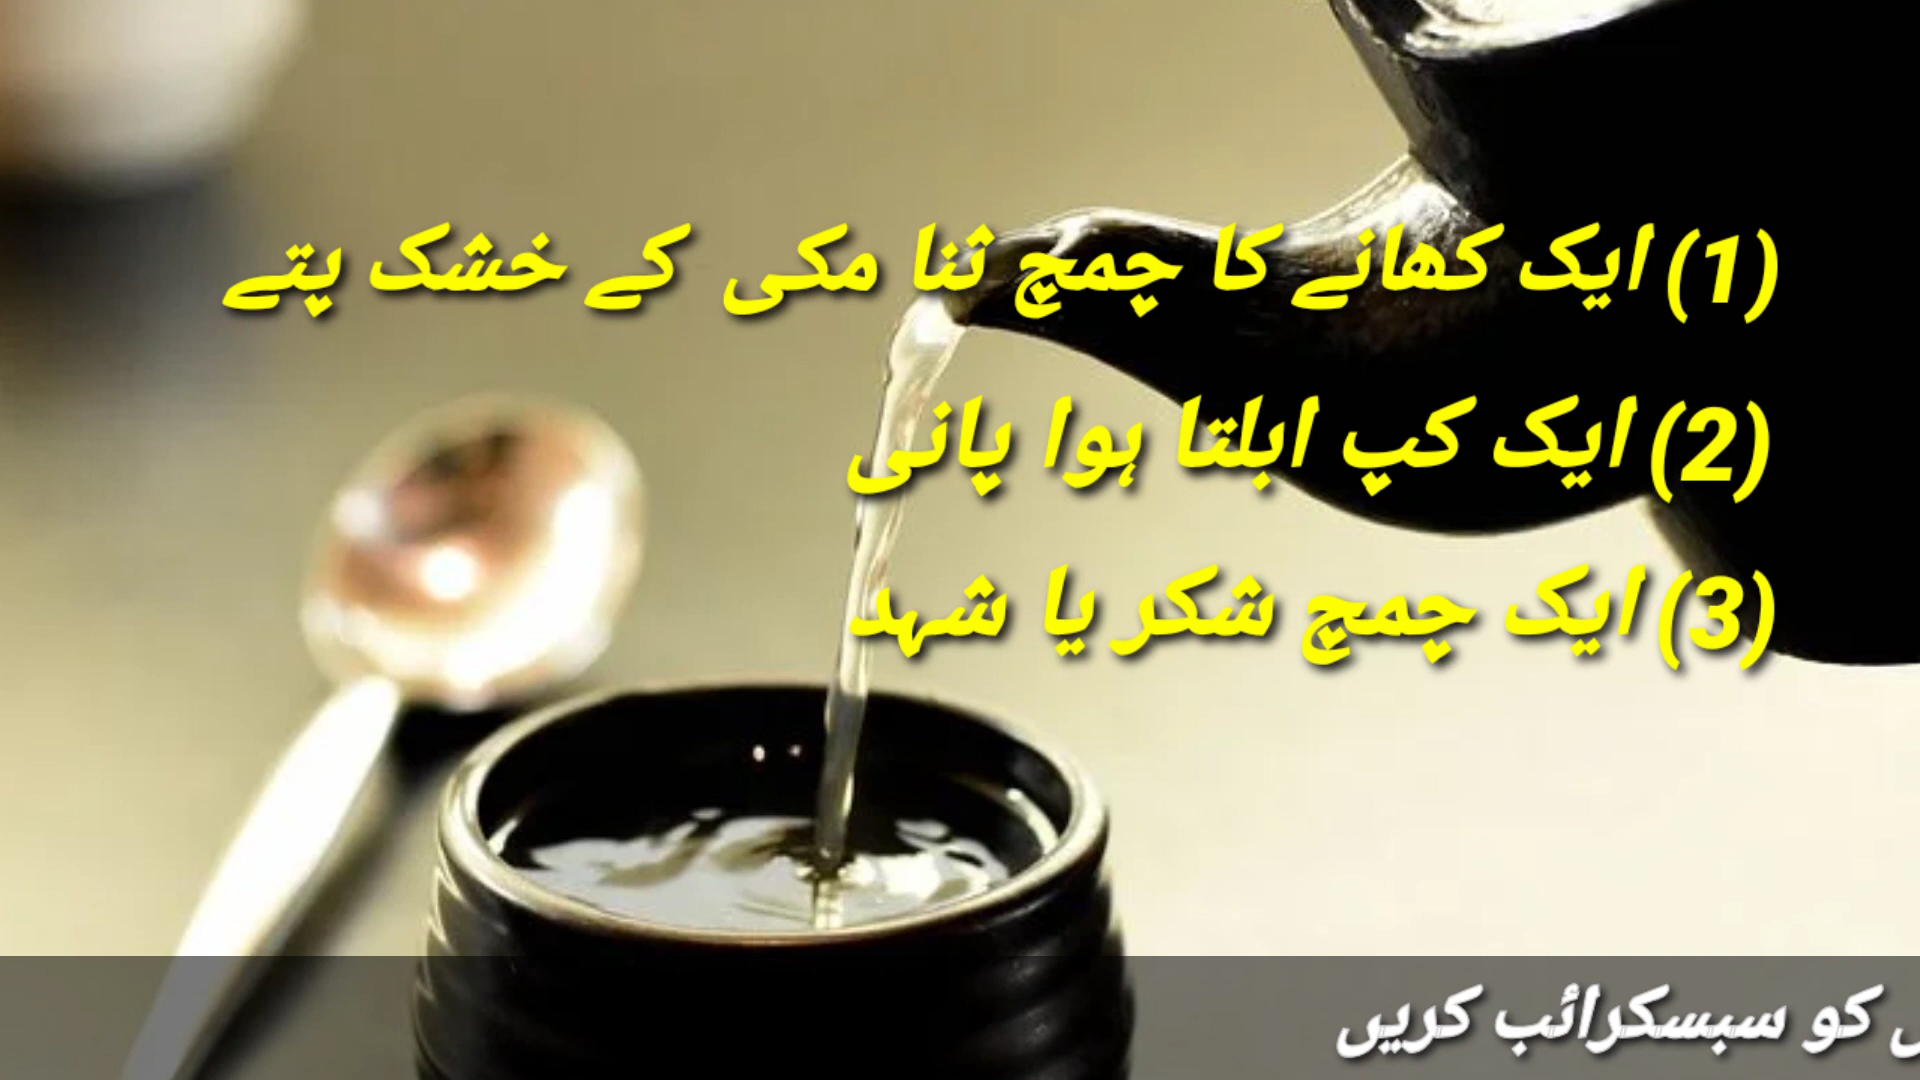 (1) ایک کھانے کا چمچ ثنا مکی کے خشک پتے
(2) ایک کپ ابلتا ہوا پانی
(3) ایک چمچ شکر یا شہد
کو سبسکرائب کریں